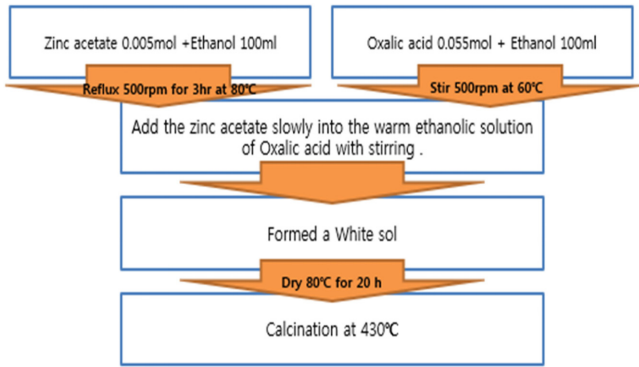 Zinc acetate 0.005mol +Ethanol 100ml
Oxalic acid 0.055mol + Ethanol 100ml
Reflux 500rpm for 3hr at 80℃
Stir 500rpm at 60℃
Add the zinc acetate slowly into the warm ethanolic solution
of Oxalic acid with stirring .
Formed a White sol
Dry 80℃ for 20 h
Calcination at 430℃